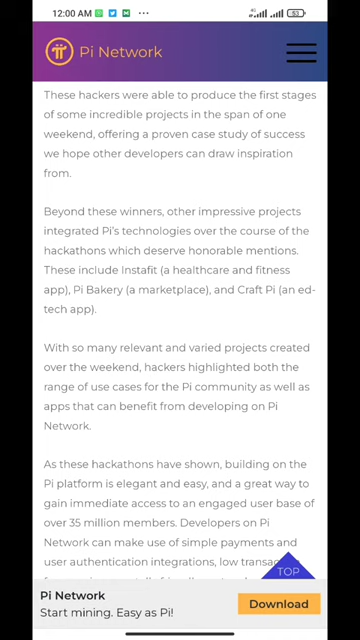 12:00 AM
4G
63
Pi Network
These hackers were able to produce the first stages
of some incredible projects in the span of one
weekend, offering a proven case study of success
we hope other developers can draw inspiration
from.
Beyond these winners, other impressive projects
integrated Pi's technologies over the course of the
hackathons which deserve honorable mentions.
These include Instafit (a healthcare and fitness
app), Pi Bakery (a marketplace), and Craft Pi (an ed-
tech app).
With so many relevant and varied projects created
over the weekend, hackers highlighted both the
range of use cases for the Pi community as well as
apps that can benefit from developing on Pi
Network.
As these hackathons have shown, building on the
Pi platform is elegant and easy, and a great way to
gain immediate access to an engaged user base of
over 35 million members. Developers on Pi
Network can make use of simple payments and
user authentication integrations, low
TOP
Pi Network
Start mining. Easy as Pi!
Download